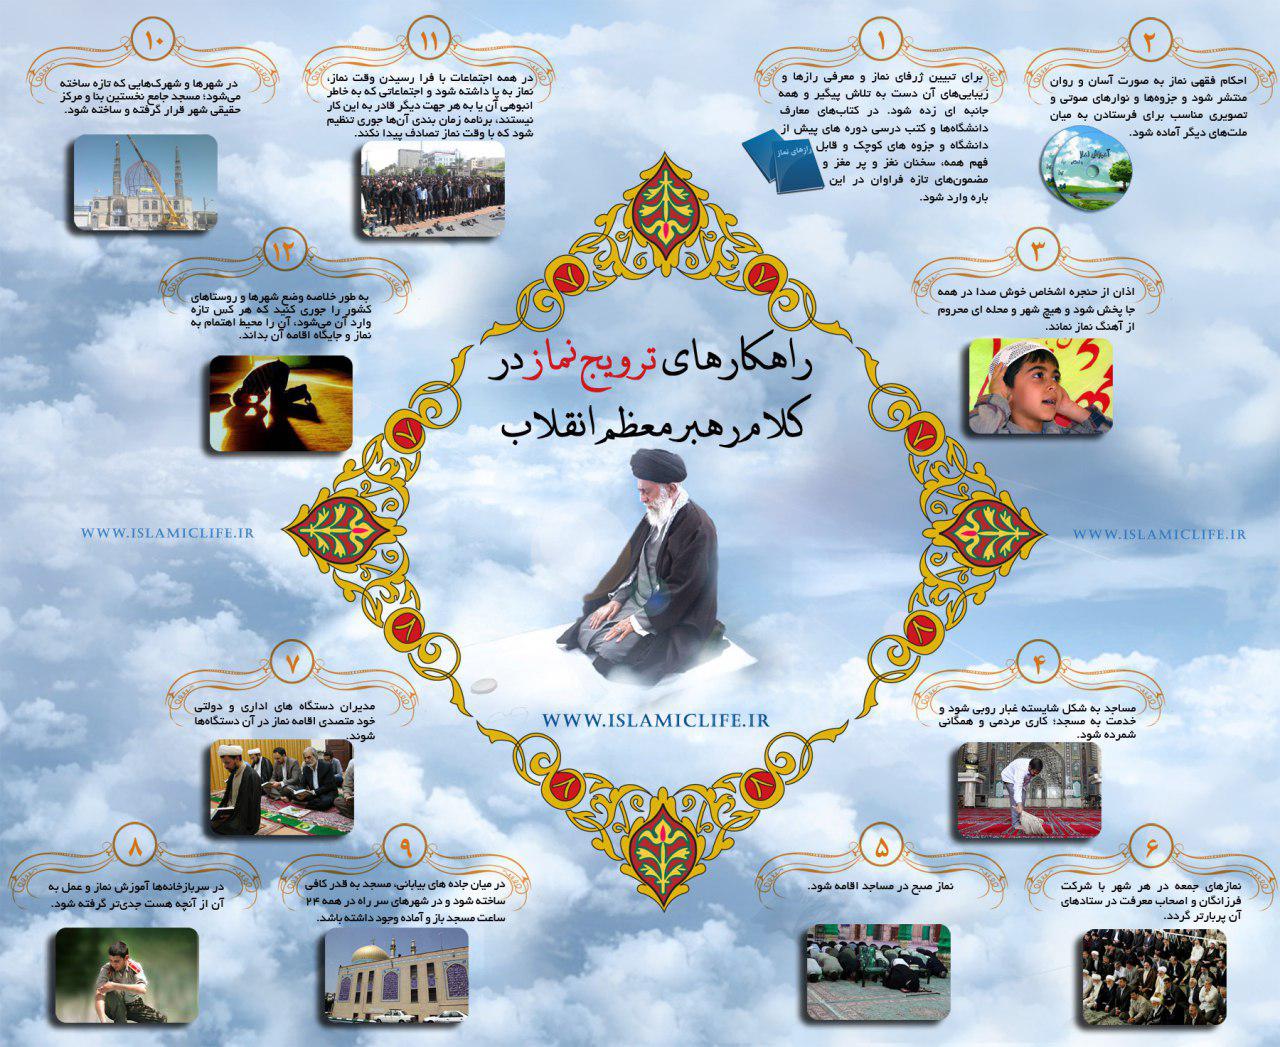 راهکارهای ترویج نماز در
کلام رهبر معظم انقلاب
WWW.ISLAMICLIFE.IR
WWW.ISLAMICLIFE.IR
WWW.ISLAMICLIFE.IR
۱
برای تبیین ژرفای نماز و معرفی رازها و
زیبایی‌های آن دست به تلاش پیگیر و همه
جانبه ای زده شود. در کتاب‌های معارف
دانشگاه‌ها و کتب درسی دوره های پیش از
دانشگاه و جزوه های کوچک و قابل
فهم همه، سخنان نغز و پر مغز و
مضمون‌های تازه فراوان در این
باره وارد شود.
رازهای نماز
۲
احکام فقهی نماز به صورت آسان و روان
منتشر شود و جزوه‌ها و نوارهای صوتی و
تصویری مناسب برای فرستادن به میان
ملت‌های دیگر آماده شود.
آموزش نماز
۳
اذان از حنجره اشخاص خوش صدا در همه
جا پخش شود و هیچ شهر و محله ای محروم
از آهنگ نماز نماند.
۴
مساجد به شکل شایسته غبار روبی شود و
خدمت به مسجد؛ کاری مردمی و همگانی
شمرده شود.
۵
نماز صبح در مساجد اقامه شود.
۶
نمازهای جمعه در هر شهر با شرکت
فرزانگان و اصحاب معرفت در ستادهای
آن پربارتر گردد.
۷
مدیران دستگاه های اداری و دولتی
خود متصدی اقامه نماز در آن دستگاه‌ها
شوند.
۸
در سربازخانه‌ها آموزش نماز و عمل به
آن از آنچه هست جدی‌تر گرفته شود.
۹
در میان جاده های بیابانی، مسجد به قدر کافی
ساخته شود و در شهرهای سر راه در همه ۲۴
ساعت مسجد باز و آماده وجود داشته باشد.
۱۰
در شهرها و شهرک‌هایی که تازه ساخته
می‌شود؛ مسجد جامع نخستین بنا و مرکز
حقیقی شهر قرار گرفته و ساخته شود.
۱۱
در همه اجتماعات با فرا رسیدن وقت نماز،
نماز به پا داشته شود و اجتماعاتی که به خاطر
انبوهی آن یا به هر جهت دیگر قادر به این کار
نیستند، برنامه زمان بندی آن‌ها جوری تنظیم
شود که با وقت نماز تصادف پیدا نکند.
۱۲
به طور خلاصه وضع شهرها و روستاهای
کشور را جوری کنید که هر کس تازه
وارد آن می‌شود، آن را محیط اهتمام به
نماز و جایگاه اقامه آن بداند.